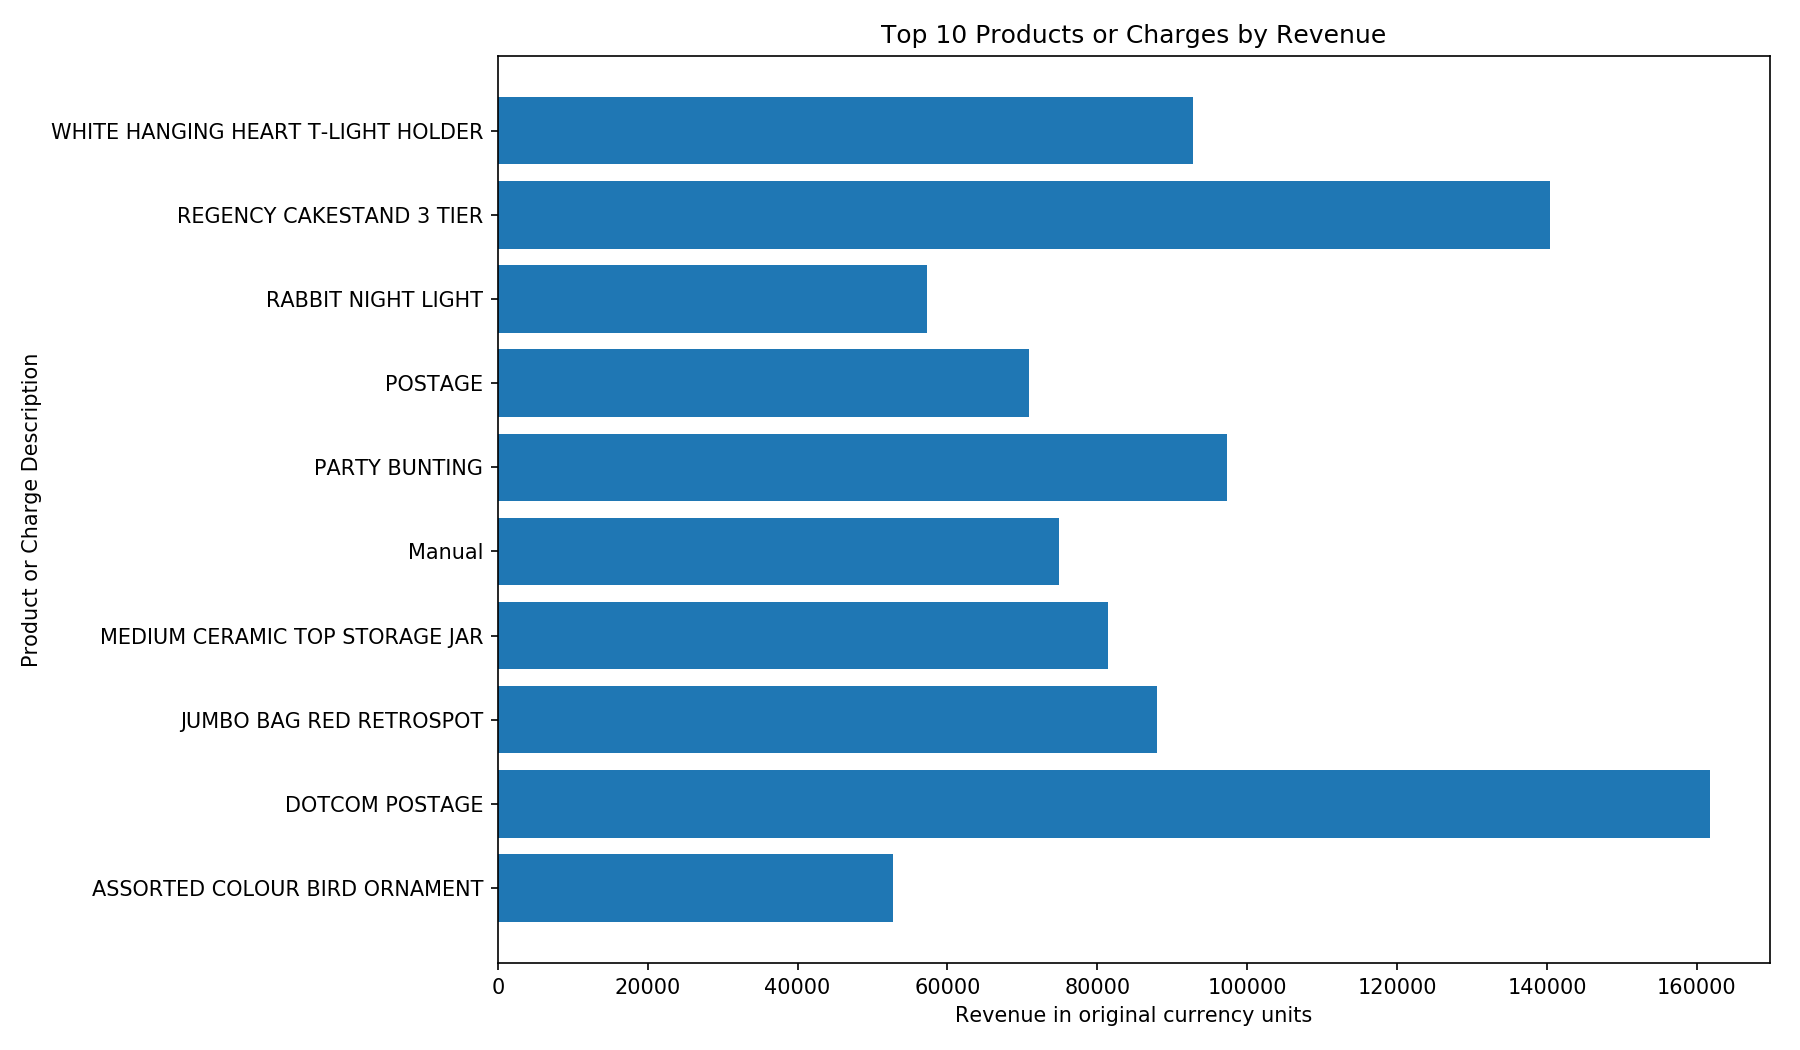 Top 10 Products or Charges by Revenue
Product or Charge Description
WHITE HANGING HEART T-LIGHT HOLDER
REGENCY CAKESTAND 3 TIER
RABBIT NIGHT LIGHT
POSTAGE
PARTY BUNTING
Manual
MEDIUM CERAMIC TOP STORAGE JAR
JUMBO BAG RED RETROSPOT
DOTCOM POSTAGE
ASSORTED COLOUR BIRD ORNAMENT
0 20000 40000 60000 80000 100000 120000 140000 160000
Revenue in original currency units